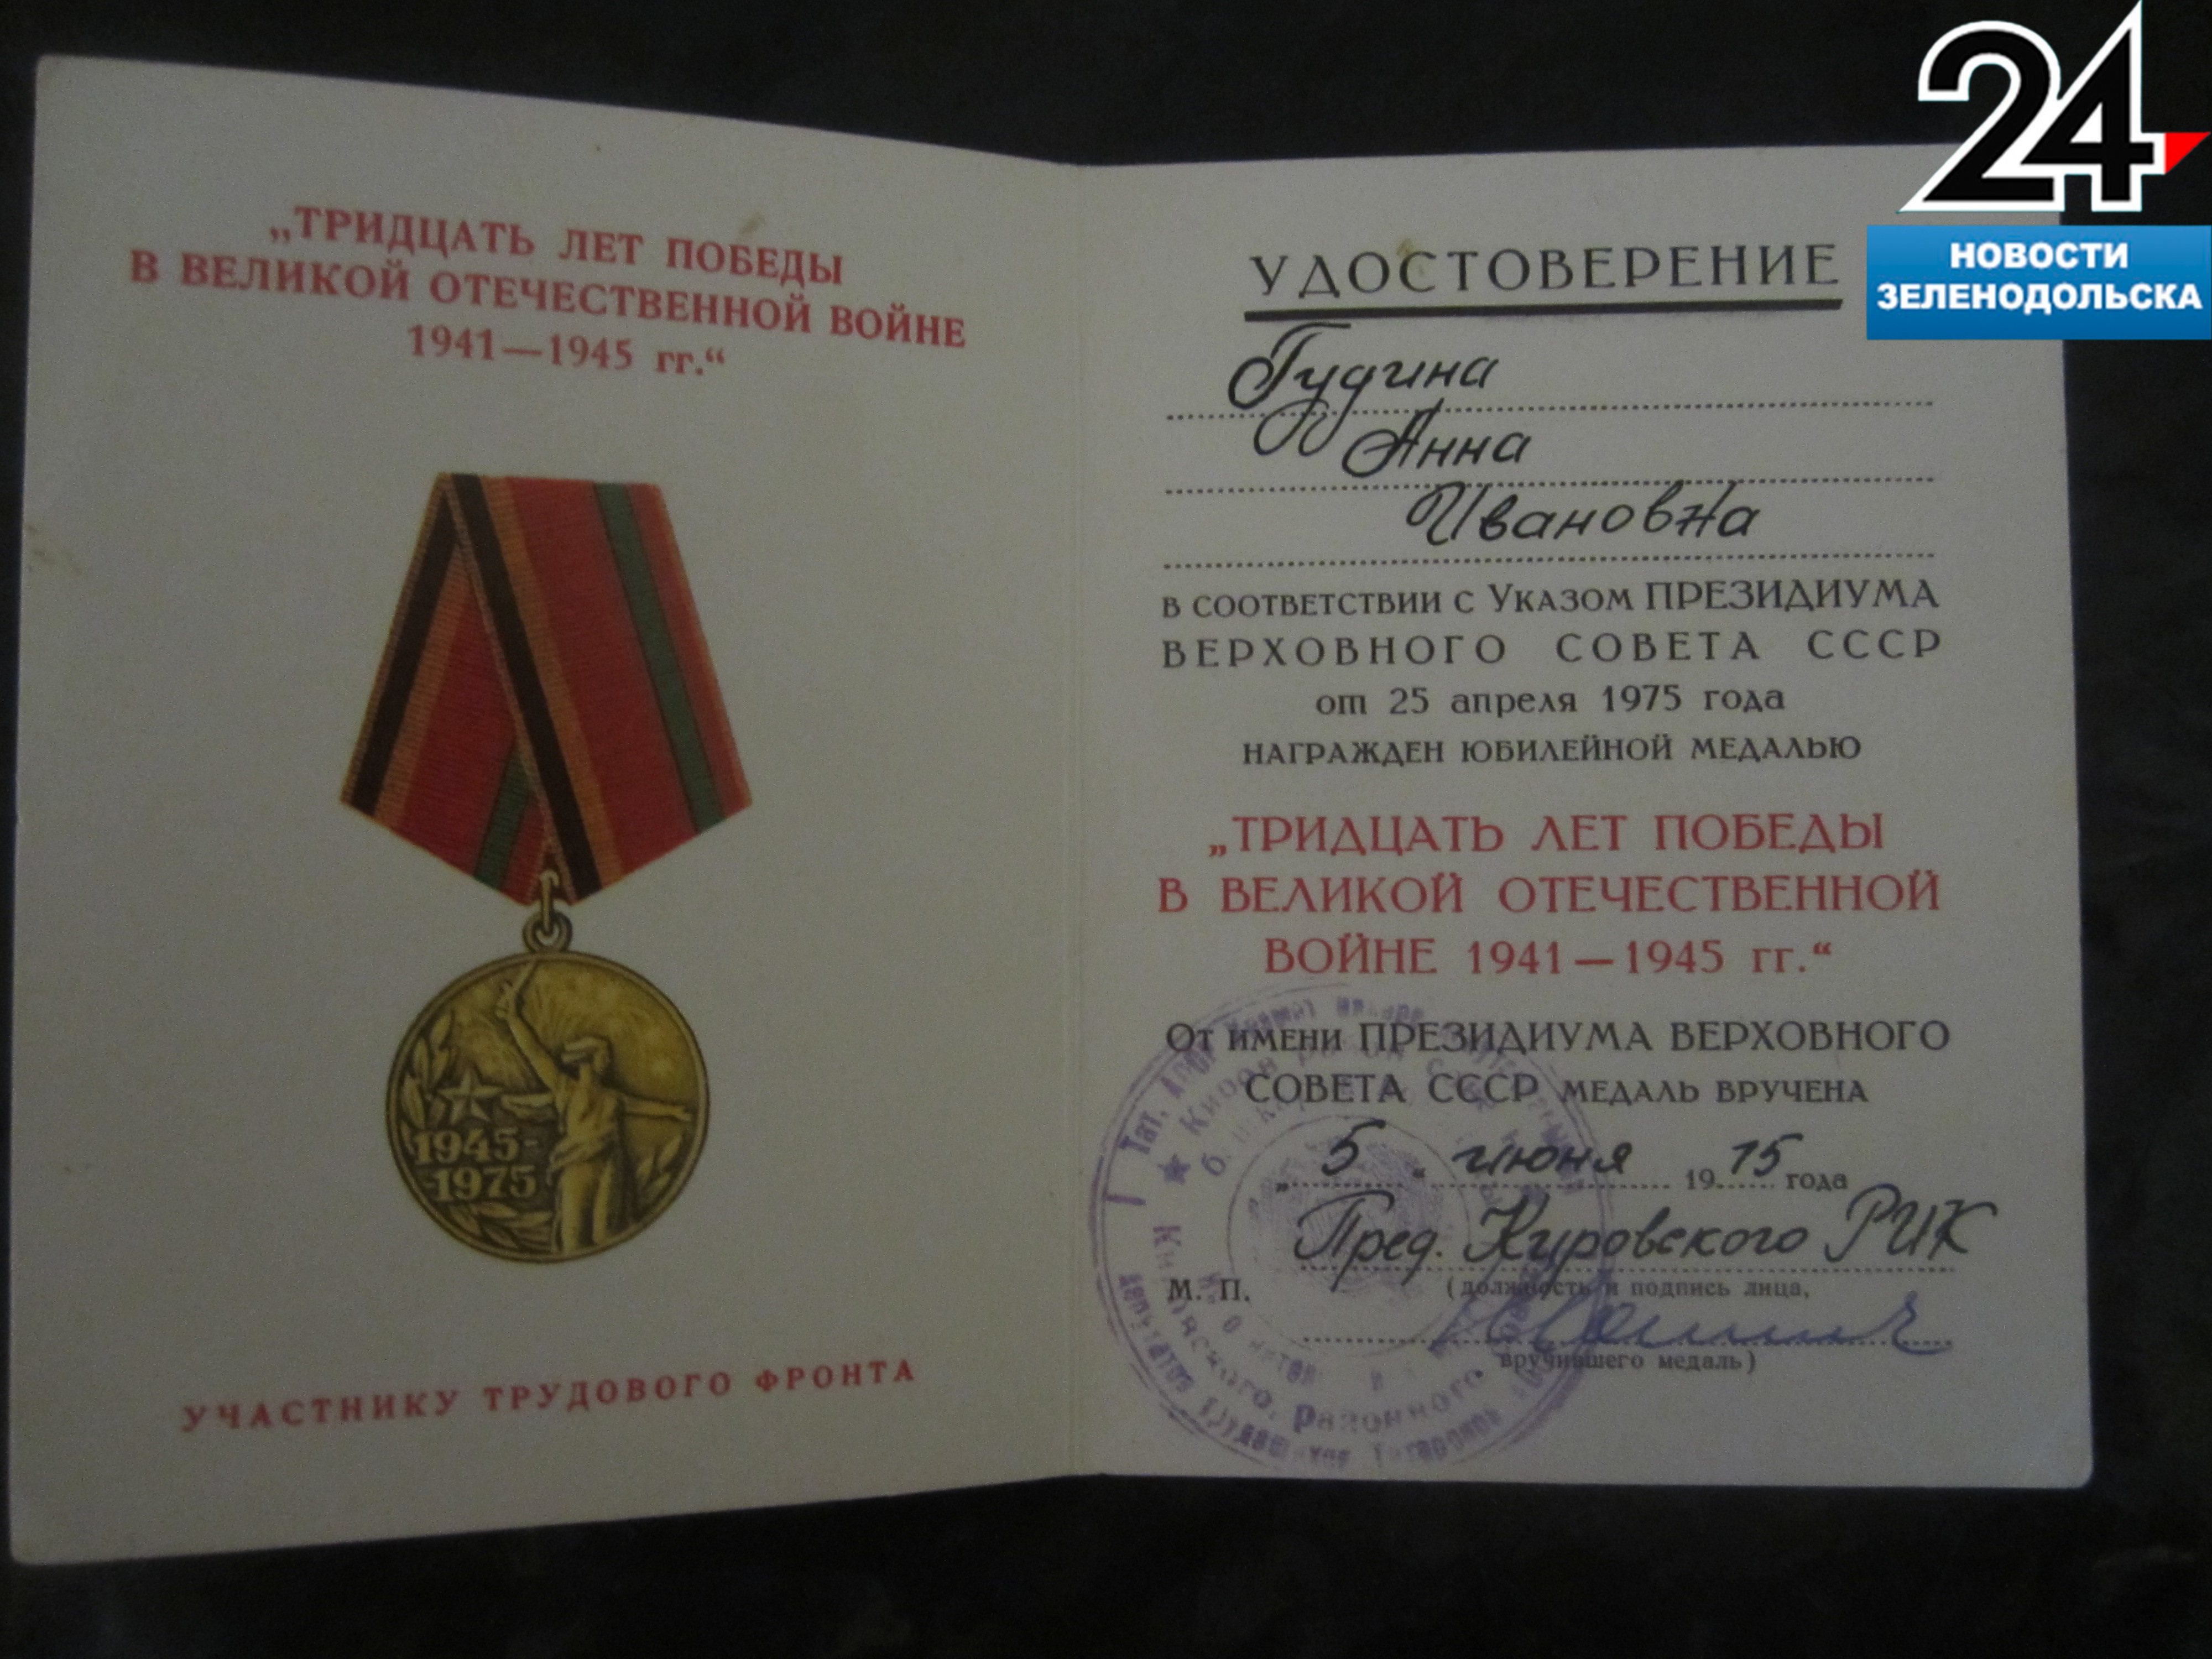 „ТРИДЦАТЬ ЛЕТ ПОБЕДЫ
В ВЕЛИКОЙ ОТЕЧЕСТВЕННОЙ ВОЙНЕ
1941—1945 гг.“
1945-
-1975
УЧАСТНИКУ ТРУДОВОГО ФРОНТА
24
НОВОСТИ
ЗЕЛЕНОДОЛЬСКА
УДОСТОВЕРЕНИЕ
Гудина
Анна
Ивановна
В СООТВЕТСТВИИ С УКАЗОМ ПРЕЗИДИУМА
ВЕРХОВНОГО СОВЕТА СССР
от 25 апреля 1975 года
НАГРАЖДЕН ЮБИЛЕЙНОЙ МЕДАЛЬЮ
„ТРИДЦАТЬ ЛЕТ ПОБЕДЫ
В ВЕЛИКОЙ ОТЕЧЕСТВЕННОЙ
ВОЙНЕ 1941—1945 гг.“
ОТ ИМЕНИ ПРЕЗИДИУМА ВЕРХОВНОГО
СОВЕТА СССР МЕДАЛЬ ВРУЧЕНА
„5“ июня 1975 года
Пред. Кировского РИК
М. П. (должность и подпись лица,
вручившего медаль)
районного